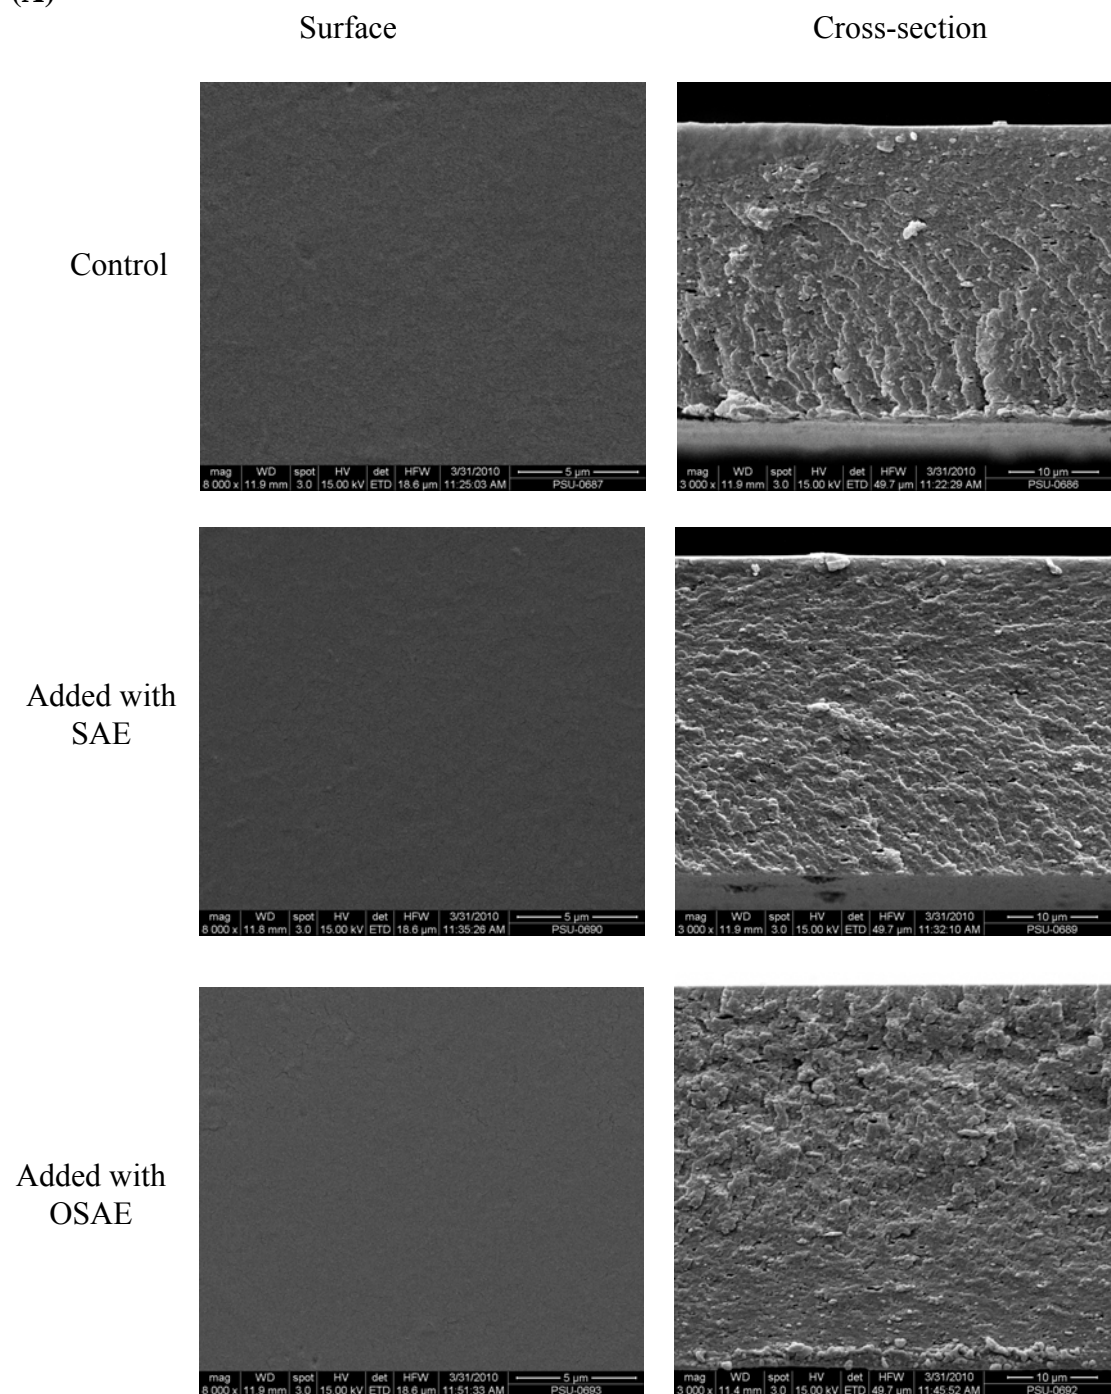 Surface
Cross-section
Control
mag WD spot HV det HFW 3/31/2010 5 µm
8 000 x 11.9 mm 3.0 15.00 kV ETD 18.6 µm 11:25:03 AM PSU-0687
mag WD spot HV det HFW 3/31/2010 10 µm
3 000 x 11.9 mm 3.0 15.00 kV ETD 49.7 µm 11:22:29 AM PSU-0686
Added with
SAE
mag WD spot HV det HFW 3/31/2010 5 µm
8 000 x 11.8 mm 3.0 15.00 kV ETD 18.6 µm 11:35:26 AM PSU-0690
mag WD spot HV det HFW 3/31/2010 10 µm
3 000 x 11.9 mm 3.0 15.00 kV ETD 49.7 µm 11:32:10 AM PSU-0689
Added with
OSAE
mag WD spot HV det HFW 3/31/2010 5 µm
8 000 x 11.9 mm 3.0 15.00 kV ETD 18.6 µm 11:51:33 AM PSU-0693
mag WD spot HV det HFW 3/31/2010 10 µm
3 000 x 11.4 mm 3.0 15.00 kV ETD 49.7 µm 11:45:52 AM PSU-0692